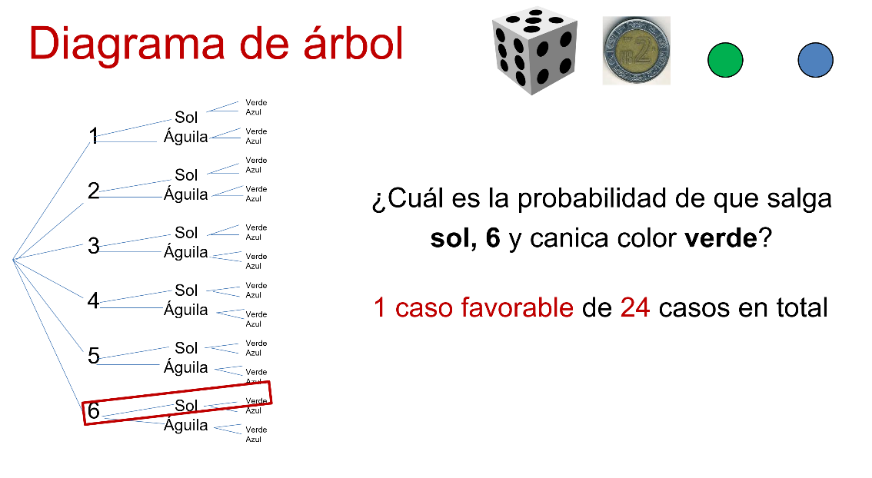 Diagrama de árbol
1
Sol
Verde
Azul
Águila
Verde
Azul
2
Sol
Verde
Azul
Águila
Verde
Azul
3
Sol
Verde
Azul
Águila
Verde
Azul
4
Sol
Verde
Azul
Águila
Verde
Azul
5
Sol
Verde
Azul
Águila
Verde
Azul
6
Sol
Verde
Azul
Águila
Verde
Azul
¿Cuál es la probabilidad de que salga
sol, 6 y canica color verde?
1 caso favorable de 24 casos en total